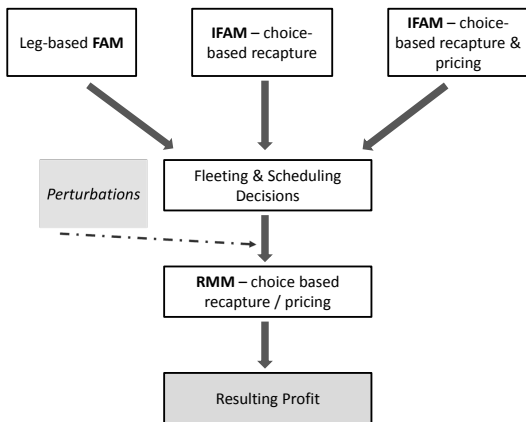 Leg-based FAM
IFAM – choice-
based recapture
IFAM – choice-
based recapture &
pricing
Fleeting & Scheduling
Decisions
Perturbations
RMM – choice based
recapture / pricing
Resulting Profit